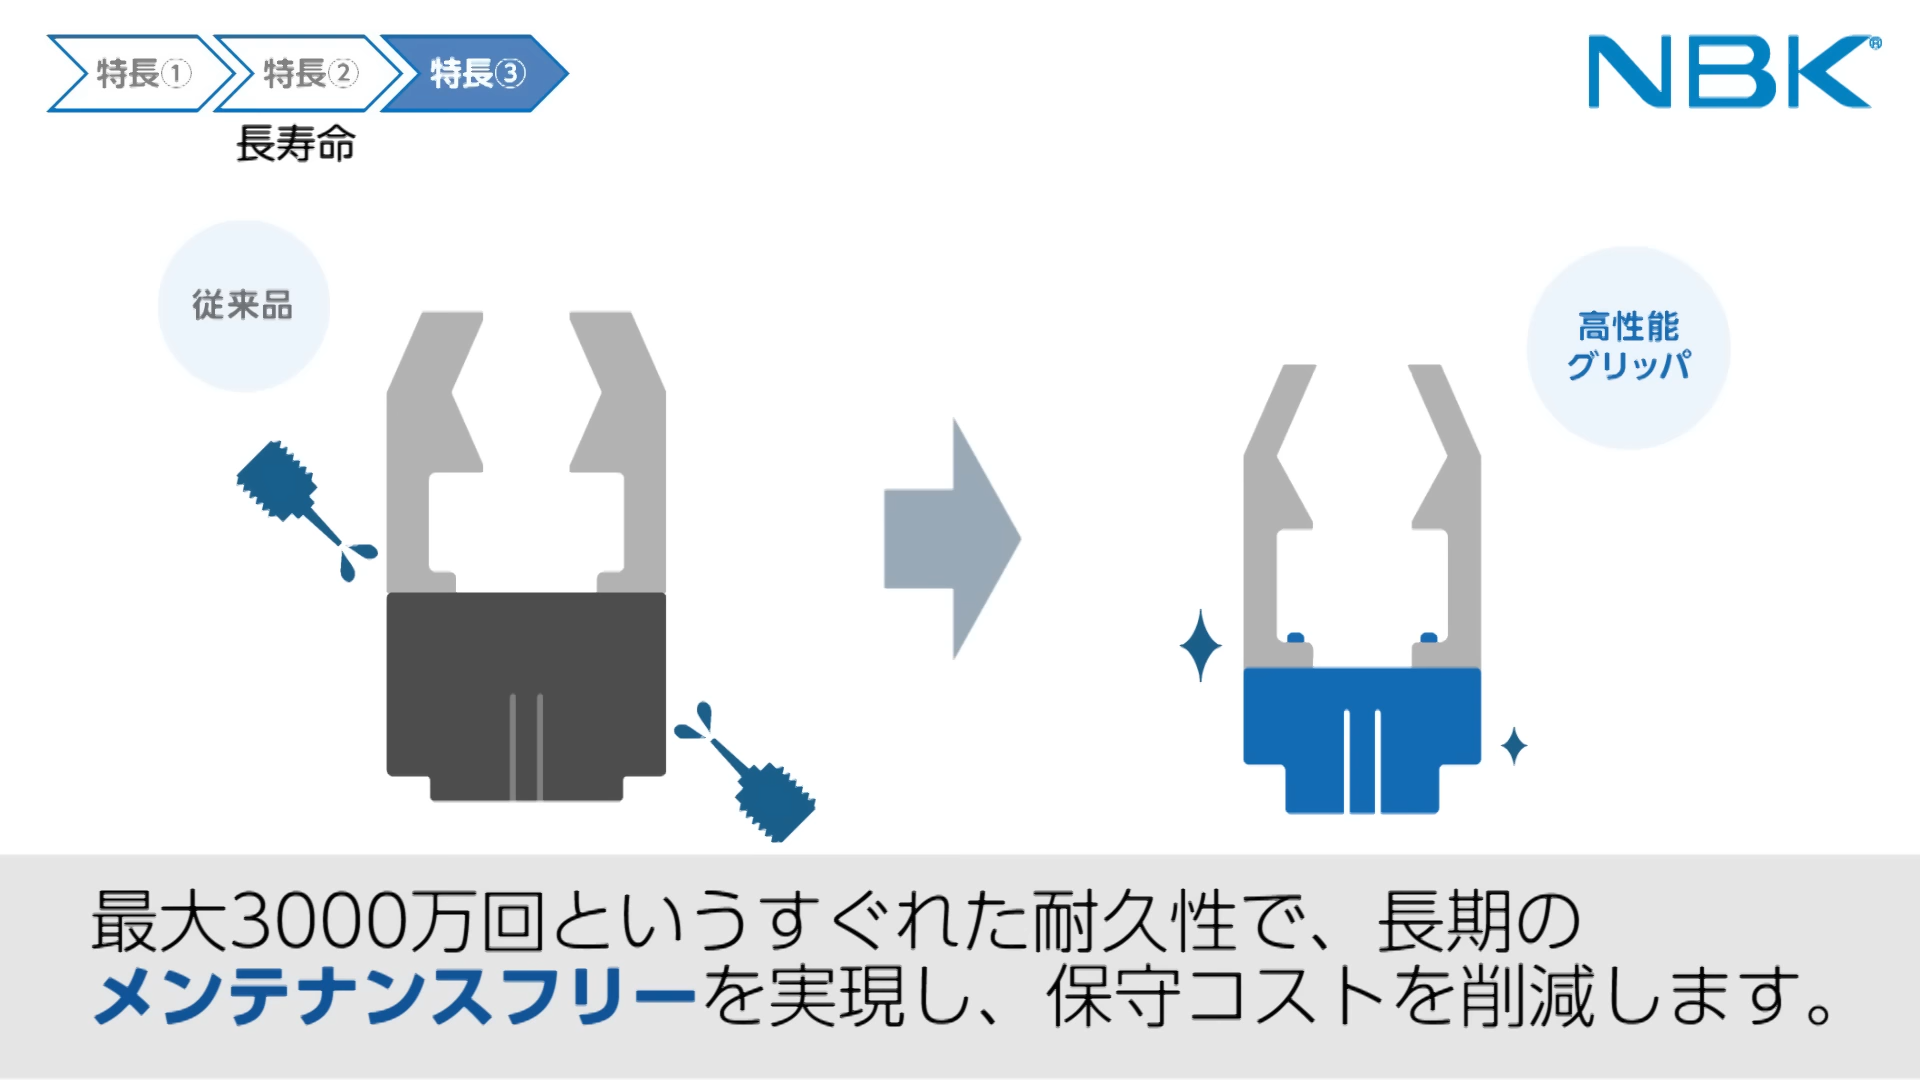 特長①
特長②
特長③
NBK®
長寿命
従来品
高性能
グリッパ
最大3000万回というすぐれた耐久性で、長期の
メンテナンスフリーを実現し、保守コストを削減します。